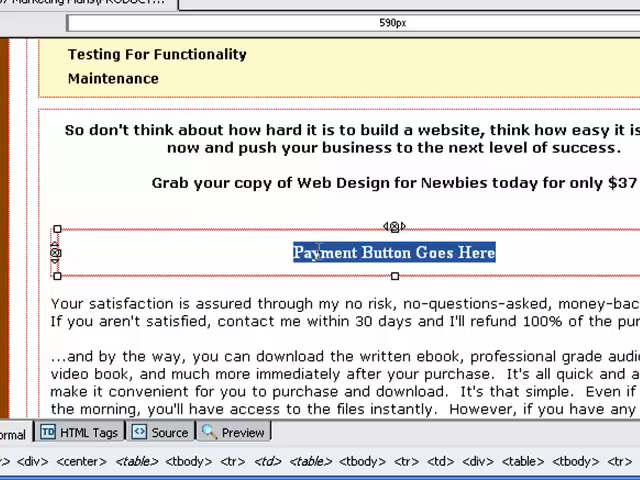 Marketing Plans\PRODUCT...
590px
Testing For Functionality
Maintenance
So don't think about how hard it is to build a website, think how easy it is
now and push your business to the next level of success.
Grab your copy of Web Design for Newbies today for only $37
Payment Button Goes Here
Your satisfaction is assured through my no risk, no-questions-asked, money-bac
If you aren't satisfied, contact me within 30 days and I'll refund 100% of the pur
...and by the way, you can download the written ebook, professional grade audi
video book, and much more immediately after your purchase. It's all quick and a
make it convenient for you to purchase and download. It's that simple. Even if
the morning, you'll have access to the files instantly. However, if you have any
ormal TD HTML Tags <> Source Preview
> <div> <center> <table> <tbody> <tr> <td> <table> <tbody> <tr> <td> <div> <table> <tbody> <tr>